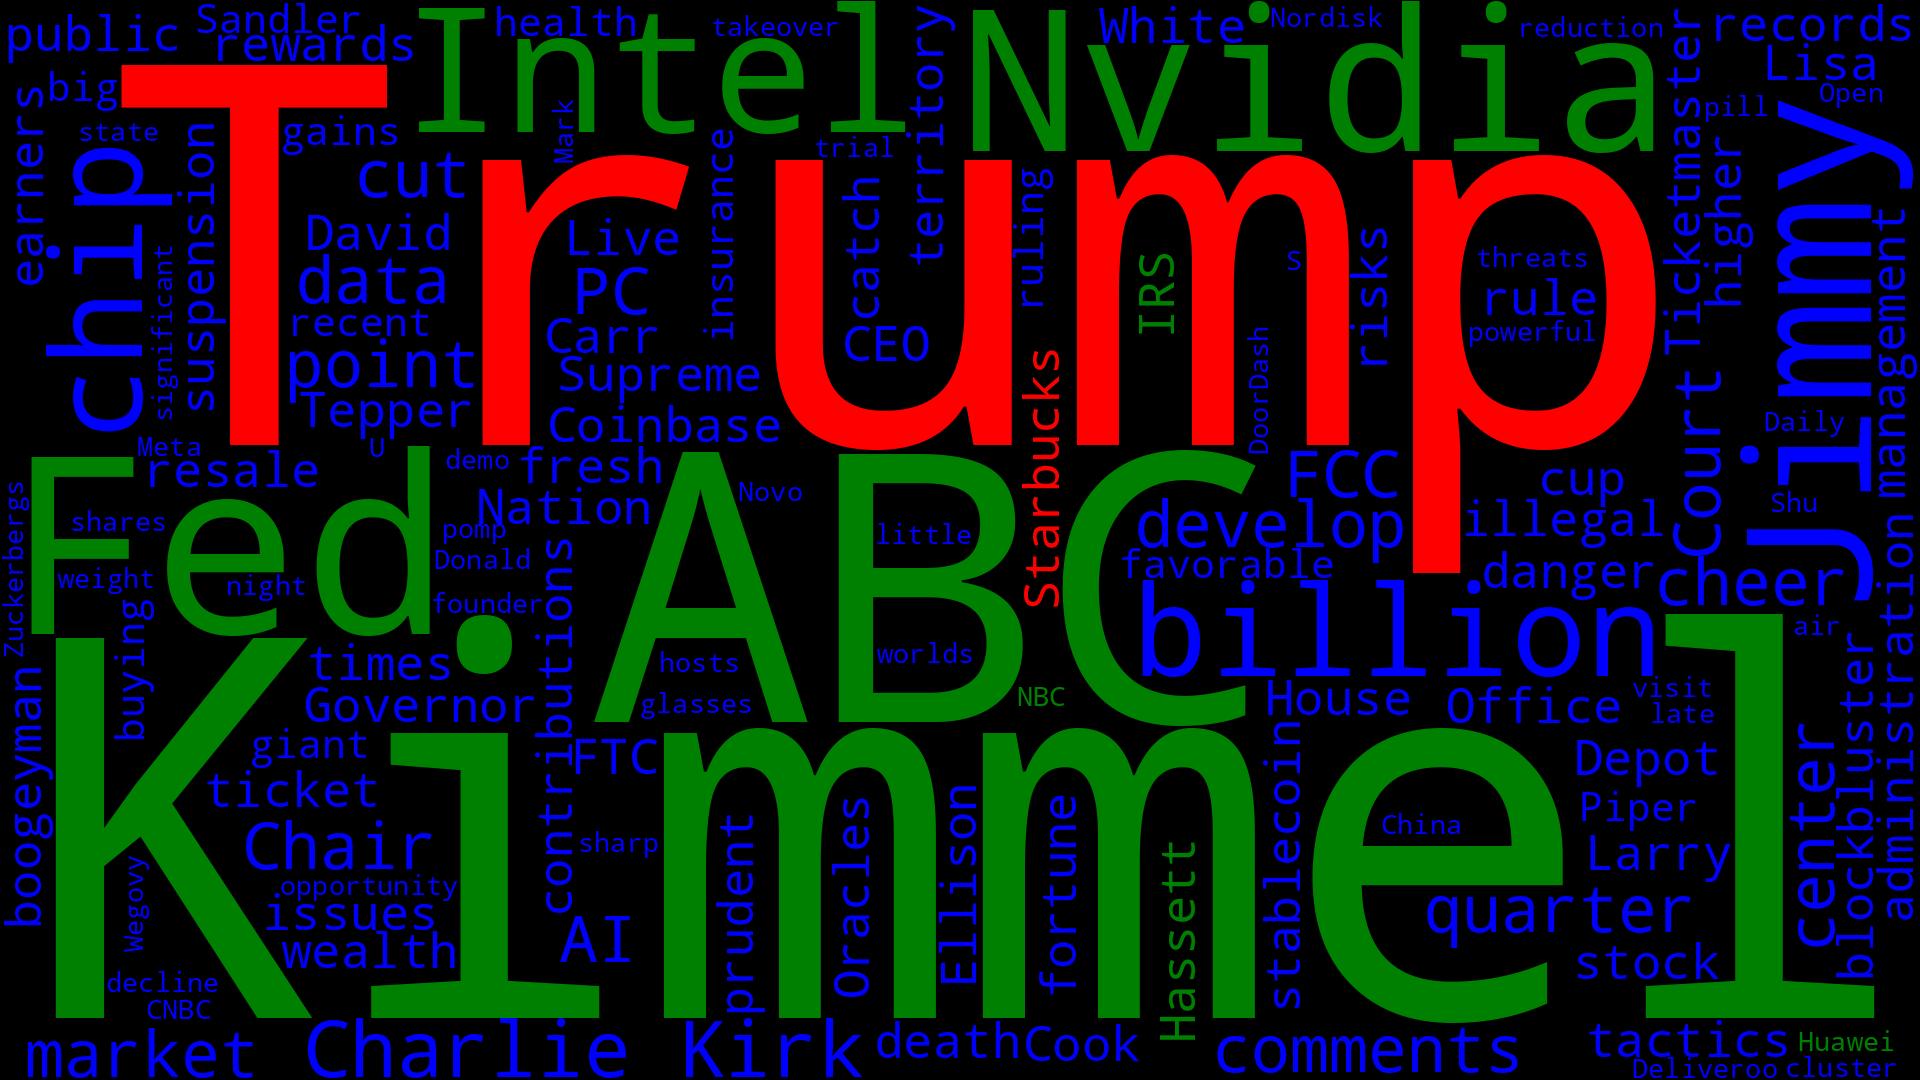 public
Sandler
rewards
Intel
health
takeover
territory
Nvidia
White
Nordisk
reduction
Ticketmaster
records
Lisa
Open
pill
big
earners
state
chip
suspension
significant
Trump
gains
cut
Mark
David
data
recent
point
Tepper
Live
PC
Carr
Supreme
Coinbase
insurance
trial
catch
CEO
ruling
IRS
S
DoorDash
risks
threats
rule
powerful
higher
Jimmy
management
Daily
Court
Starbucks
Meta
U
resale
Fed
demo
fresh
Nation
Novo
pomp
Donald
founder
shares
weight
night
Zuckerbergs
ABC
little
worlds
hosts
glasses
NBC
FCC
develop
favorable
cup
illegal
danger
Shu
cheer
billion
air
buying
times
Governor
contributions
House
Office
visit
late
boogeyman
Kimmel
giant
ticket
FTC
Chair
opportunity
issues
wealth
Wegovy
decline
CNBC
sharp
AI
prudent
Oracles
Ellison
fortune
Hassett
stablecoin
China
Depot
Piper
Larry
quarter
stock
center
blockbuster
administration
market
Charlie
Kirk
death
Cook
comments
tactics
Huawei
Deliveroo
cluster